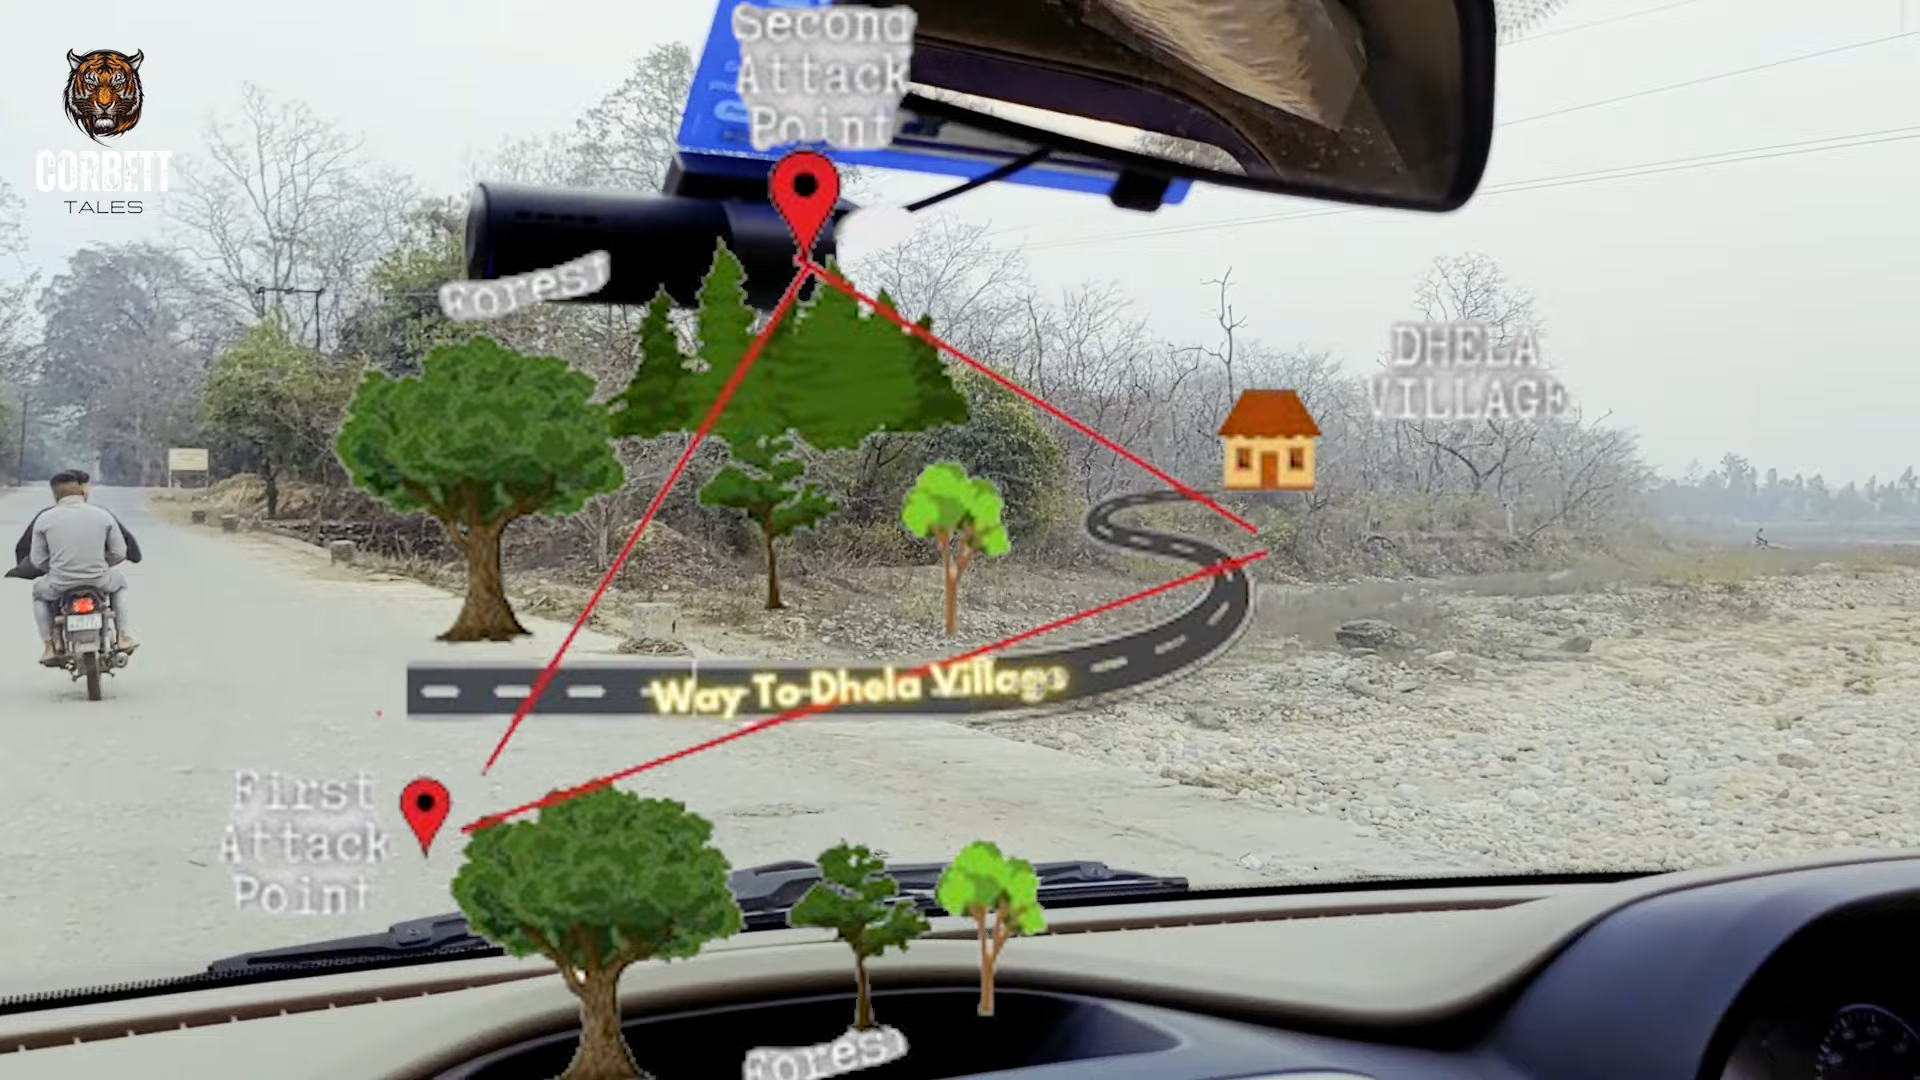 Second
Attack
Point
CORBETT
TALES
Forest
DHELA
VILLAGE
Way To Dhela Village
First
Attack
Point
Forest